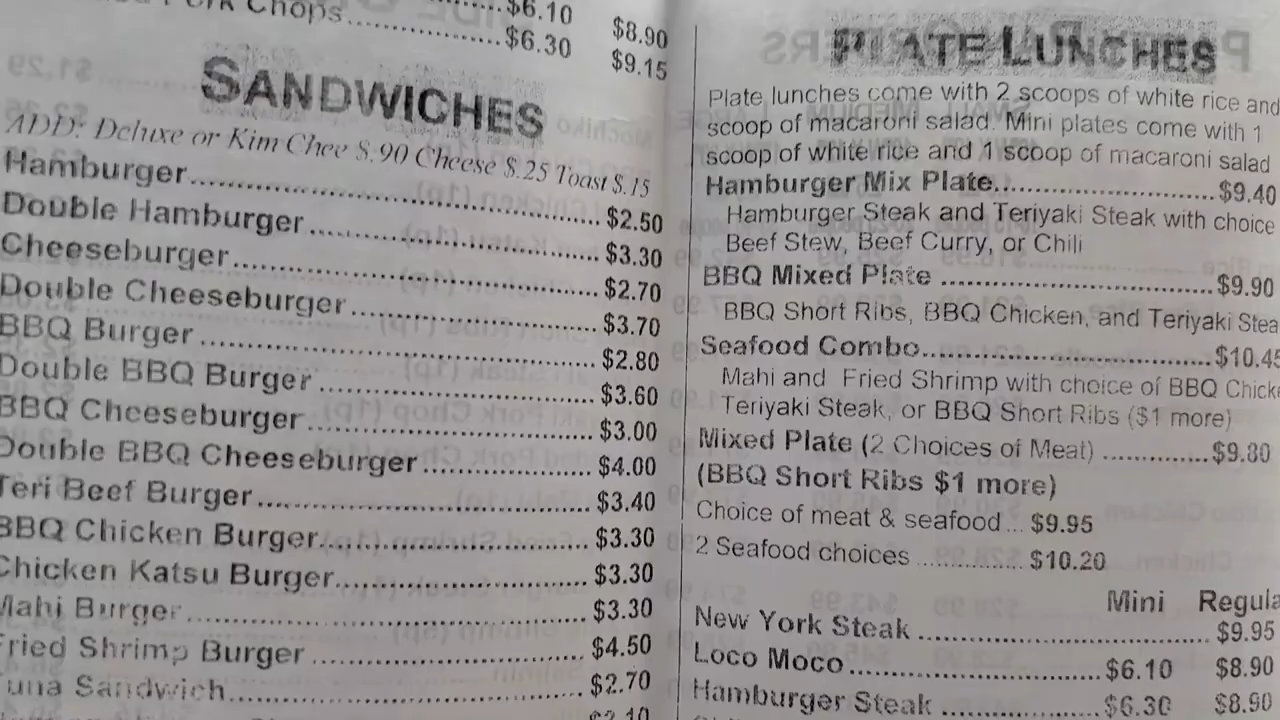 $6.10 $8.90
Chops..................$6.30 $9.15
SANDWICHES
ADD: Deluxe or Kim Chee $.90 Cheese $.25 Toast $.15
Hamburger..................$2.50
Double Hamburger..................$3.30
Cheeseburger..................$2.70
Double Cheeseburger..................$3.70
BBQ Burger..................$2.80
Double BBQ Burger..................$3.60
BBQ Cheeseburger..................$3.00
Double BBQ Cheeseburger..................$4.00
Teri Beef Burger..................$3.40
BBQ Chicken Burger..................$3.30
Chicken Katsu Burger..................$3.30
Mahi Burger..................$3.30
Fried Shrimp Burger..................$4.50
Tuna Sandwich..................$2.70
PLATE LUNCHES
Plate lunches come with 2 scoops of white rice and
scoop of macaroni salad. Mini plates come with 1
scoop of white rice and 1 scoop of macaroni salad
Hamburger Mix Plate..................$9.40
Hamburger Steak and Teriyaki Steak with choice
Beef Stew, Beef Curry, or Chili
BBQ Mixed Plate..................$9.90
BBQ Short Ribs, BBQ Chicken, and Teriyaki Stea
Seafood Combo..................$10.45
Mahi and Fried Shrimp with choice of BBQ Chicke
Teriyaki Steak, or BBQ Short Ribs ($1 more)
Mixed Plate (2 Choices of Meat)..............$9.80
(BBQ Short Ribs $1 more)
Choice of meat & seafood... $9.95
2 Seafood choices ............. $10.20
Mini Regula
New York Steak..................$9.95
Loco Moco..................$6.10 $8.90
Hamburger Steak..................$6.30 $8.90